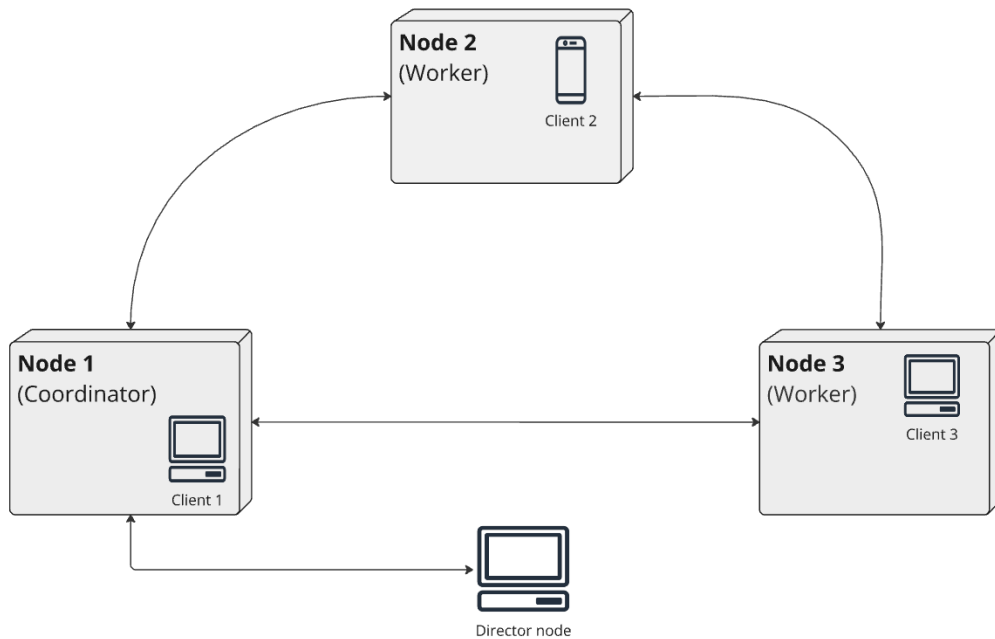 Node 2
(Worker)
Client 2
Node 1
(Coordinator)
Client 1
Node 3
(Worker)
Client 3
Director node